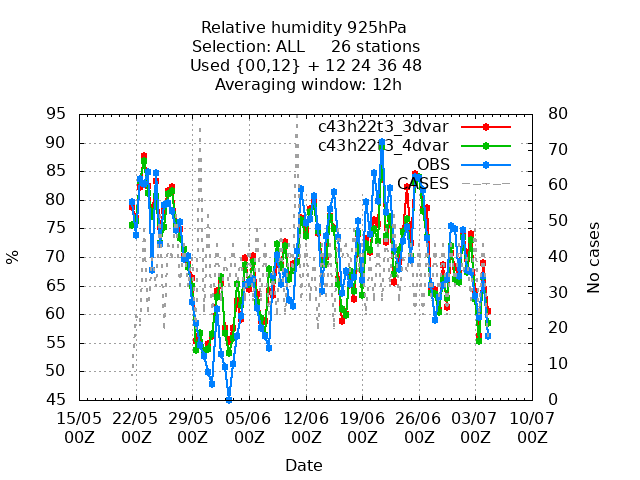 Relative humidity 925hPa
Selection: ALL 26 stations
Used {00,12} + 12 24 36 48
Averaging window: 12h
c43h22t3_3dvar
c43h22t3_4dvar
OBS
CASES
95
90
85
80
75
70
65
60
55
50
45
%
80
70
60
50
40
30
20
10
0
No cases
15/05 22/05 29/05 05/06 12/06 19/06 26/06 03/07 10/07
00Z 00Z 00Z 00Z 00Z 00Z 00Z 00Z 00Z
Date